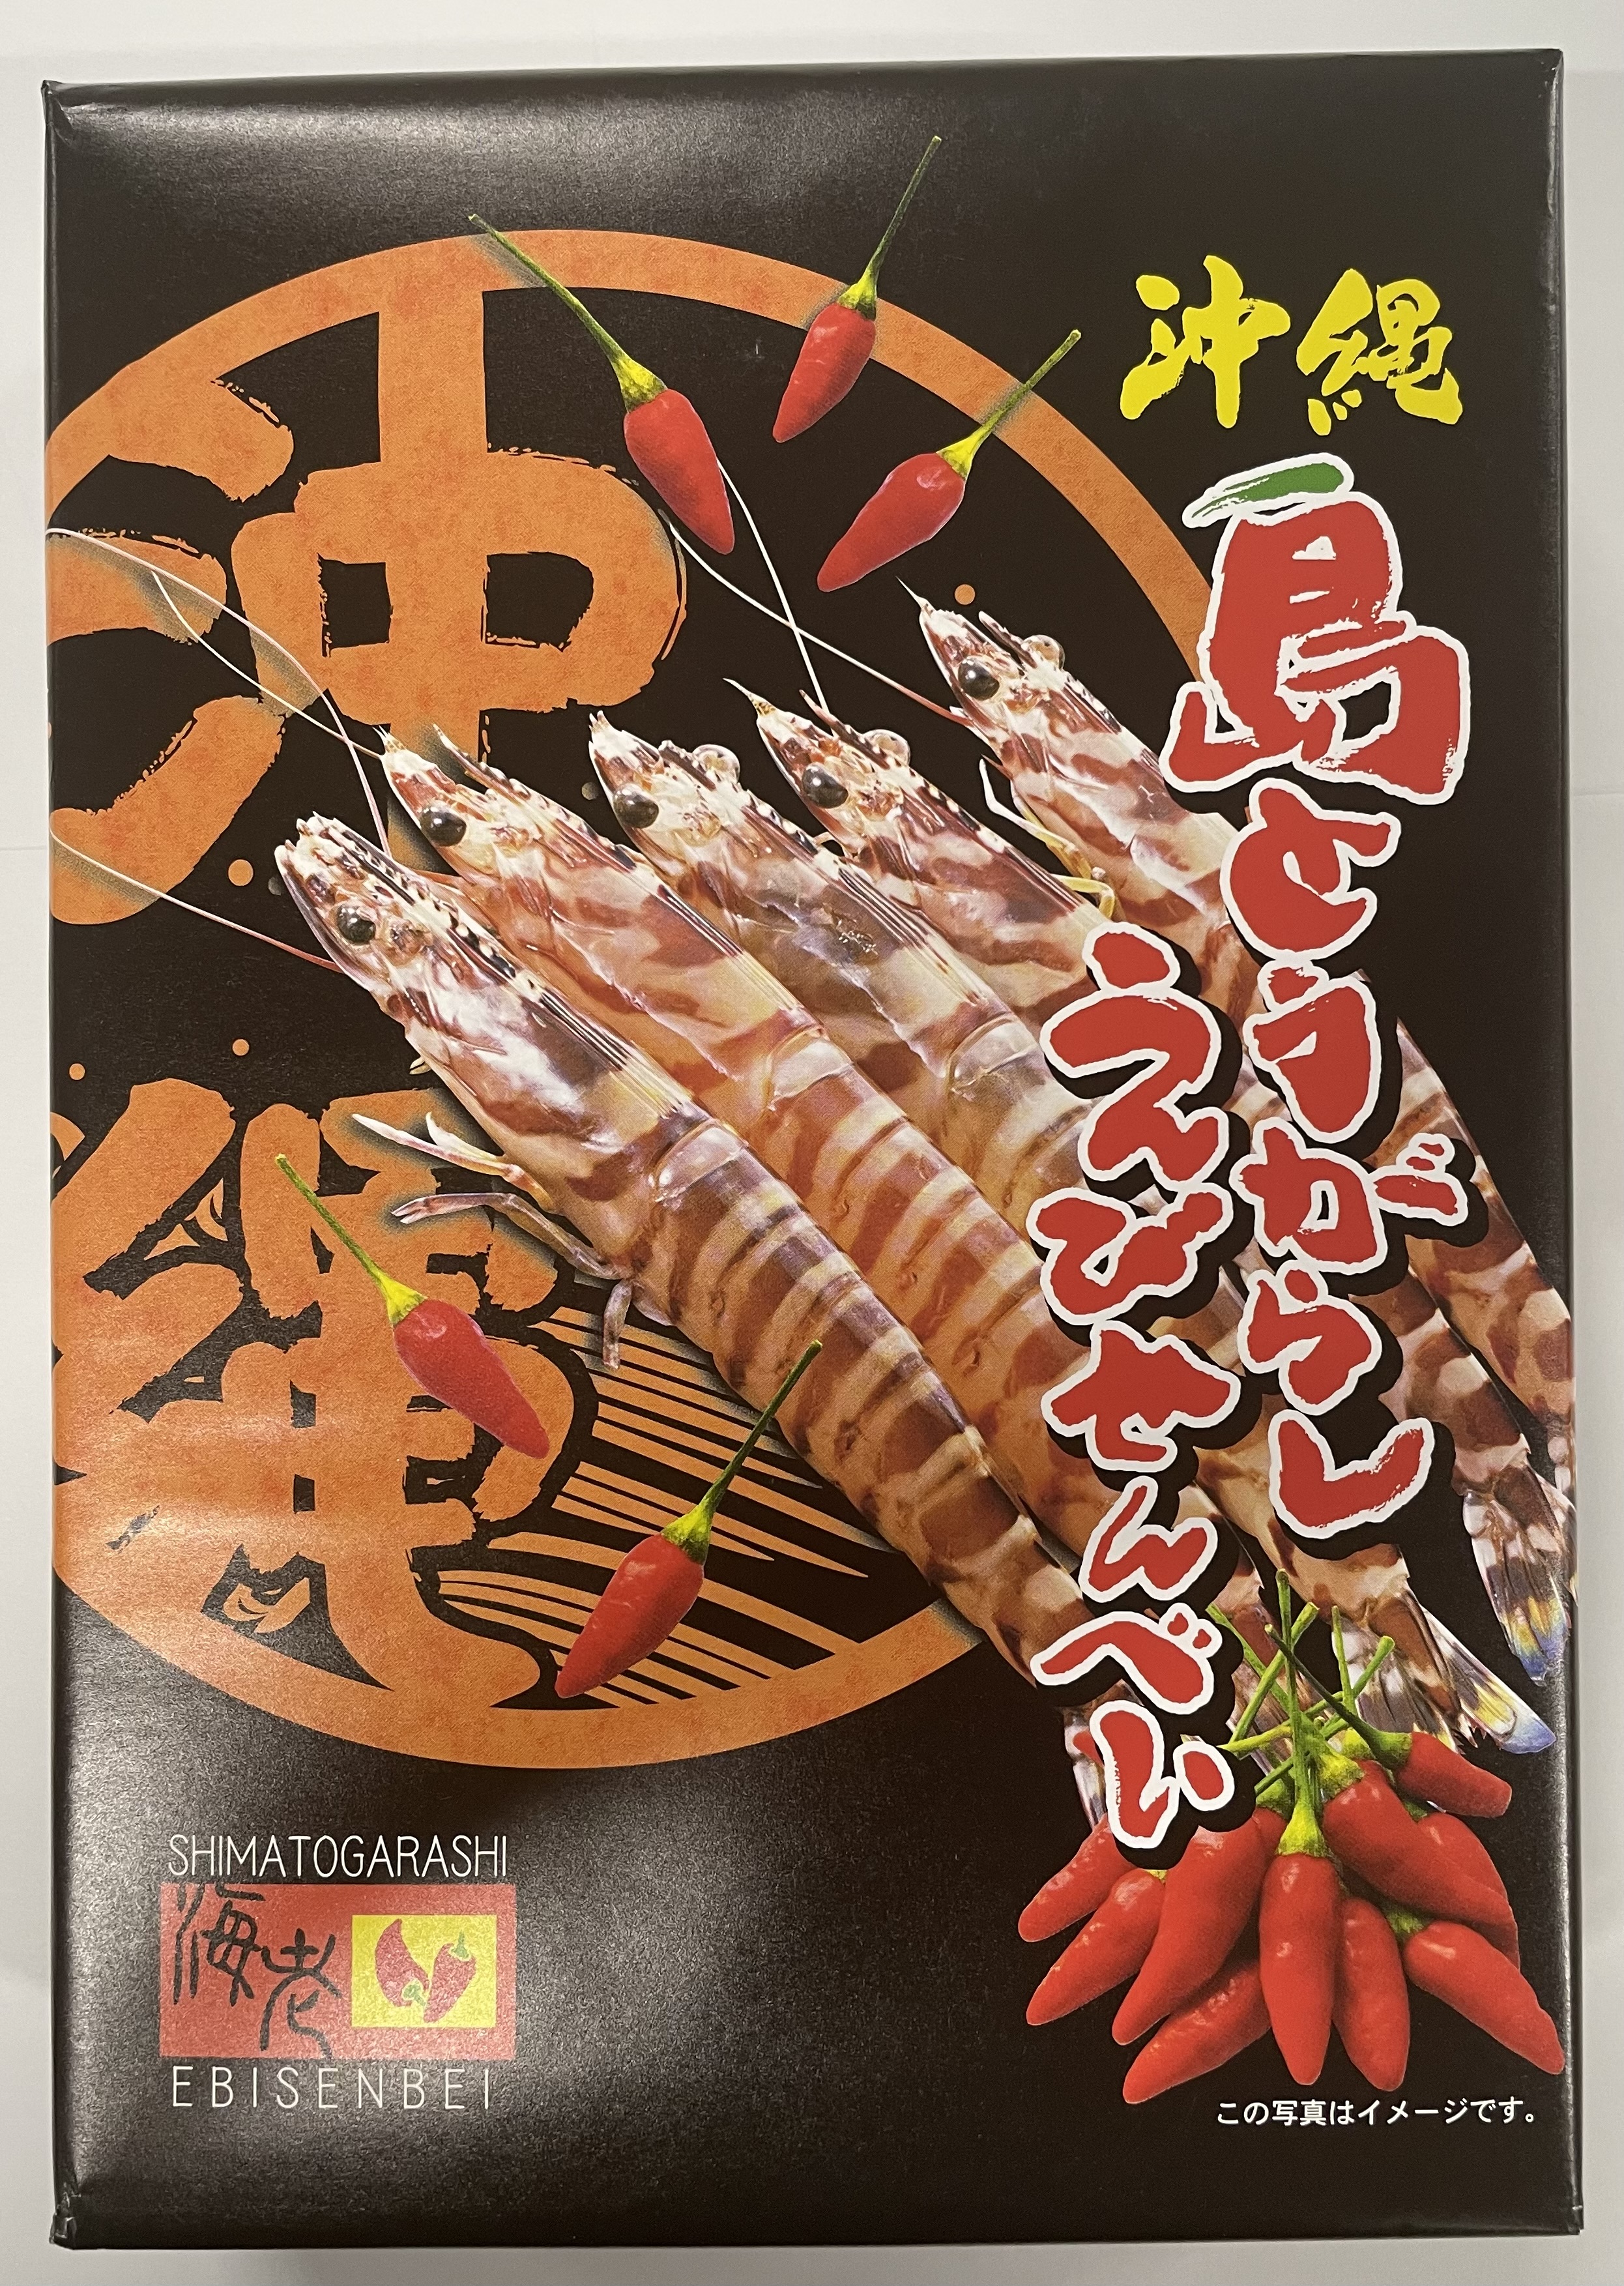 沖縄
沖縄
島とうがらし
えびせんべい
SHIMATOGARASHI
海老
EBISENBEI
この写真はイメージです。